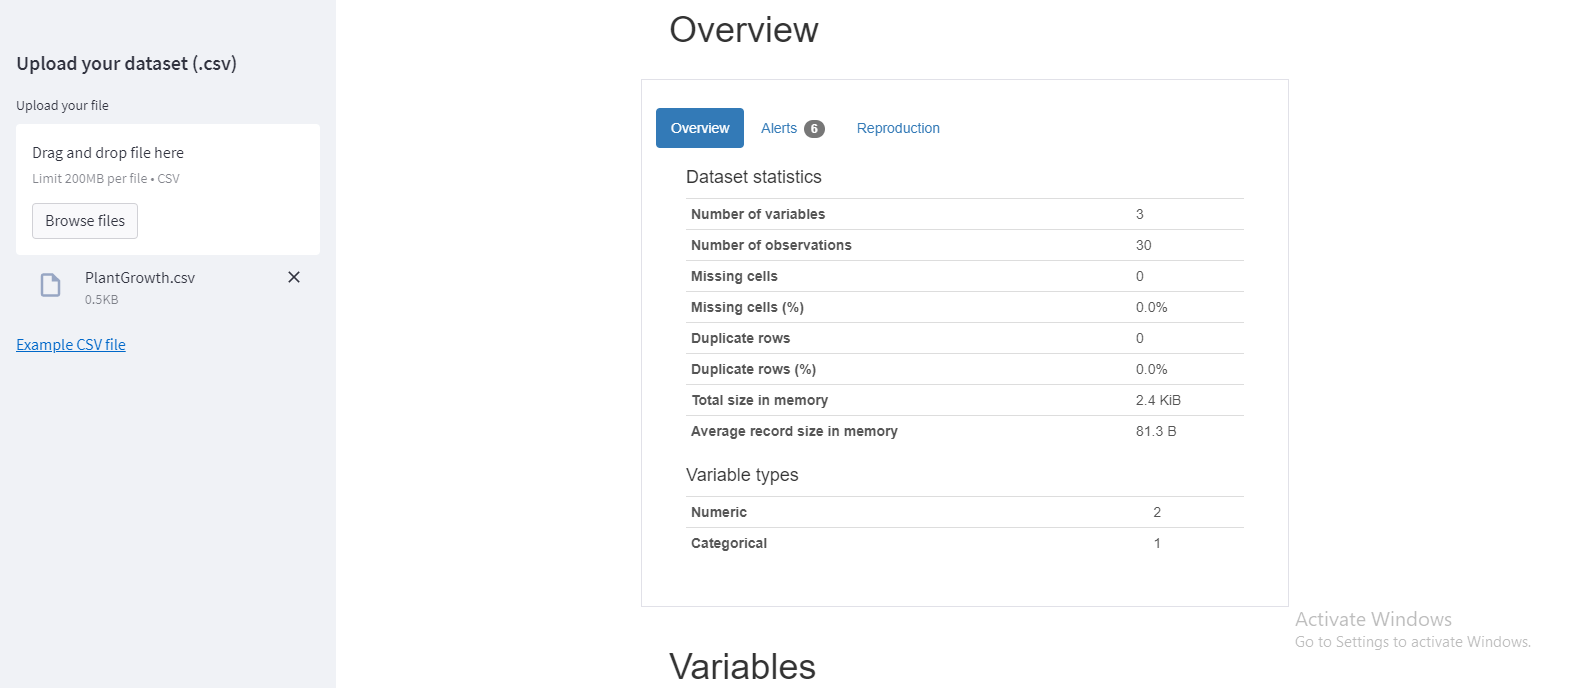 Upload your dataset (.csv)
Upload your file
Drag and drop file here
Limit 200MB per file • CSV
Browse files
PlantGrowth.csv
0.5KB
Example CSV file
Overview
Overview Alerts 6 Reproduction
Dataset statistics
Number of variables 3
Number of observations 30
Missing cells 0
Missing cells (%) 0.0%
Duplicate rows 0
Duplicate rows (%) 0.0%
Total size in memory 2.4 KiB
Average record size in memory 81.3 B
Variable types
Numeric 2
Categorical 1
Variables
Activate Windows
Go to Settings to activate Windows.